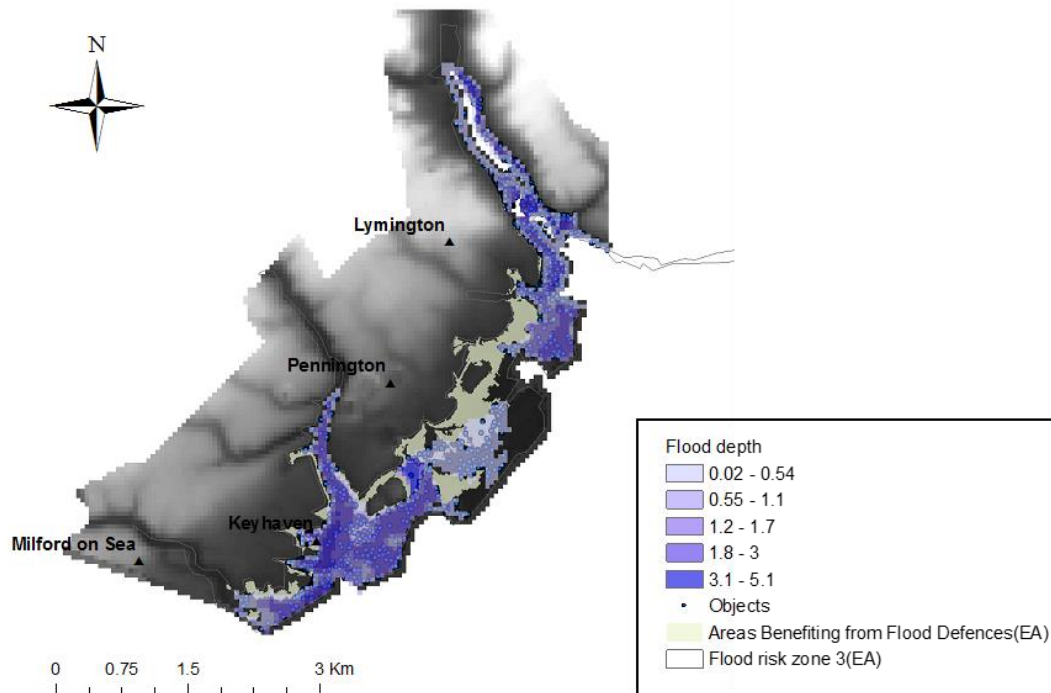 N
Lymington
Pennington
Keyhaven
Milford on Sea
0 0.75 1.5 3 Km
Flood depth
0.02 - 0.54
0.55 - 1.1
1.2 - 1.7
1.8 - 3
3.1 - 5.1
Objects
Areas Benefiting from Flood Defences(EA)
Flood risk zone 3(EA)